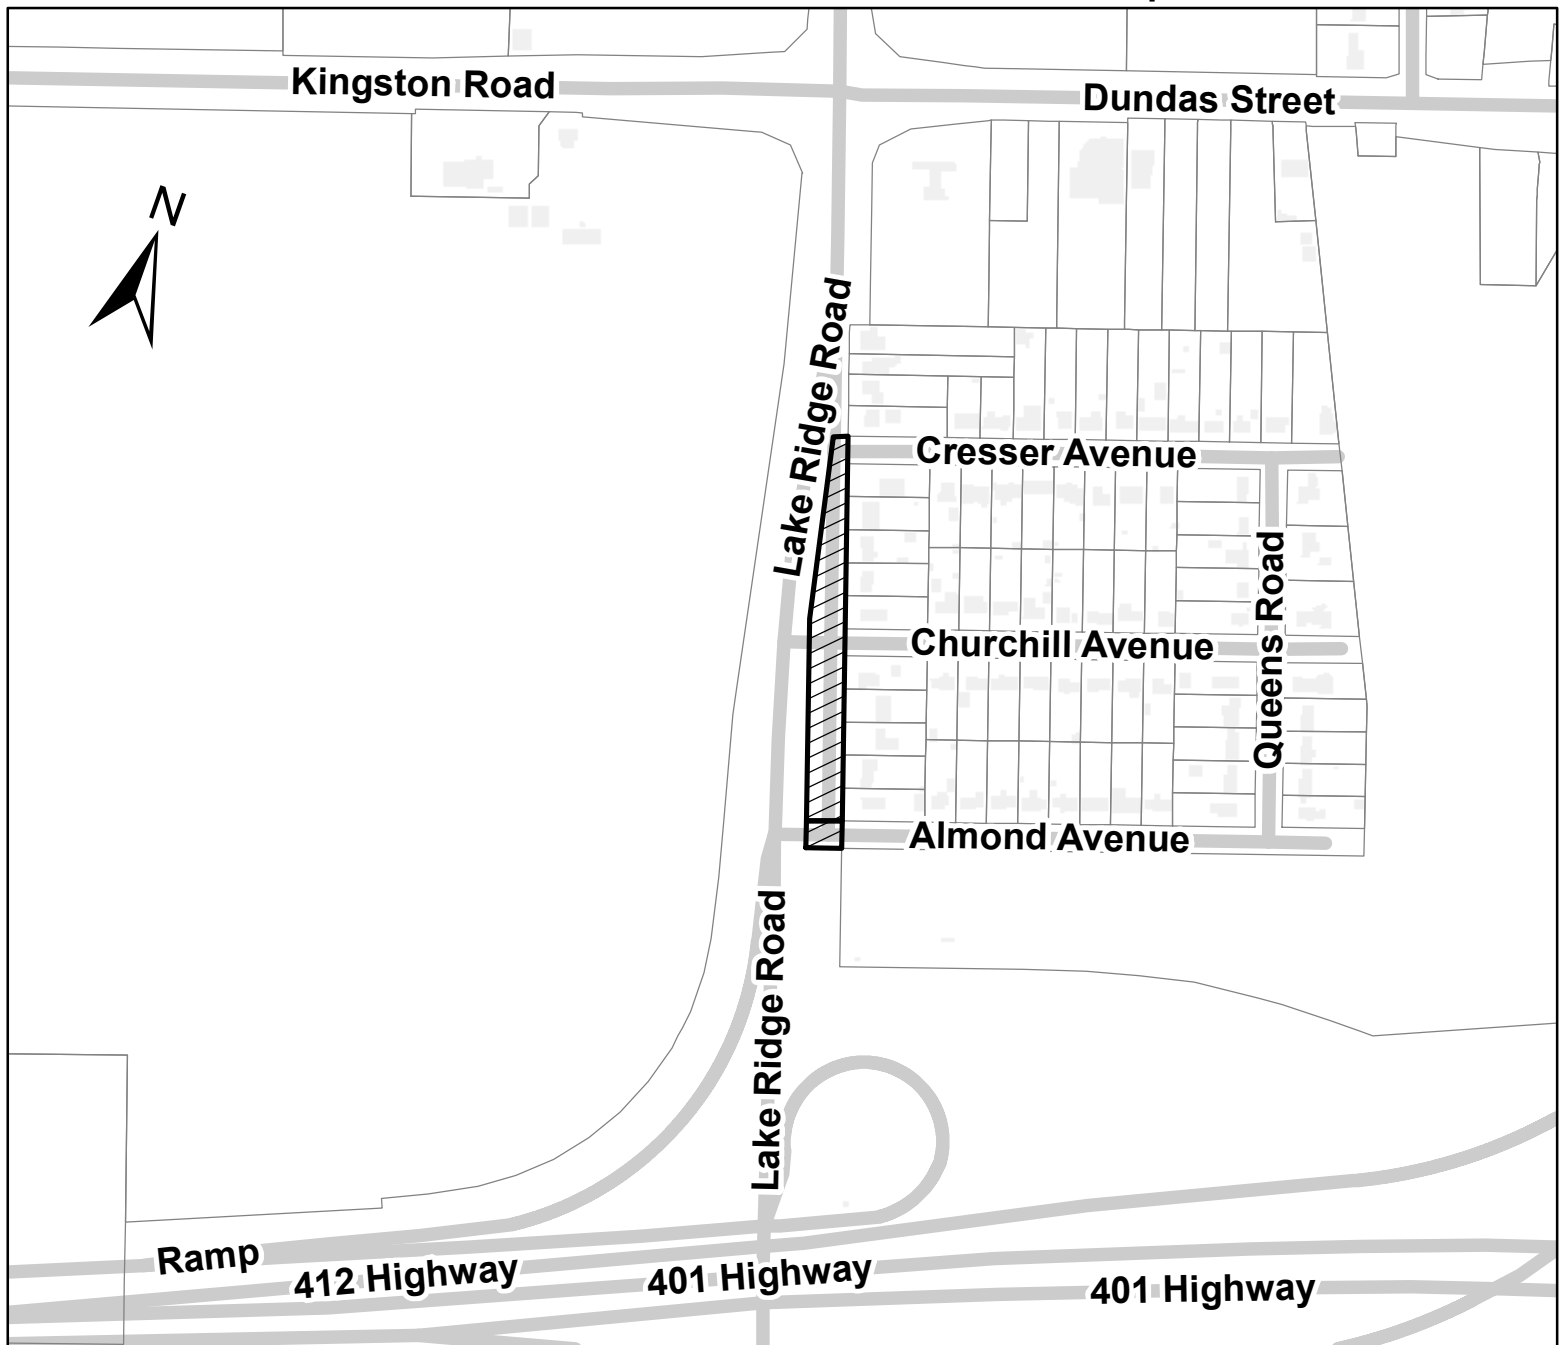 Kingston Road
Dundas Street
N
Lake Ridge Road
Cresser Avenue
Churchill Avenue
Queens Road
Almond Avenue
Lake Ridge Road
Ramp
412 Highway
401 Highway
401 Highway